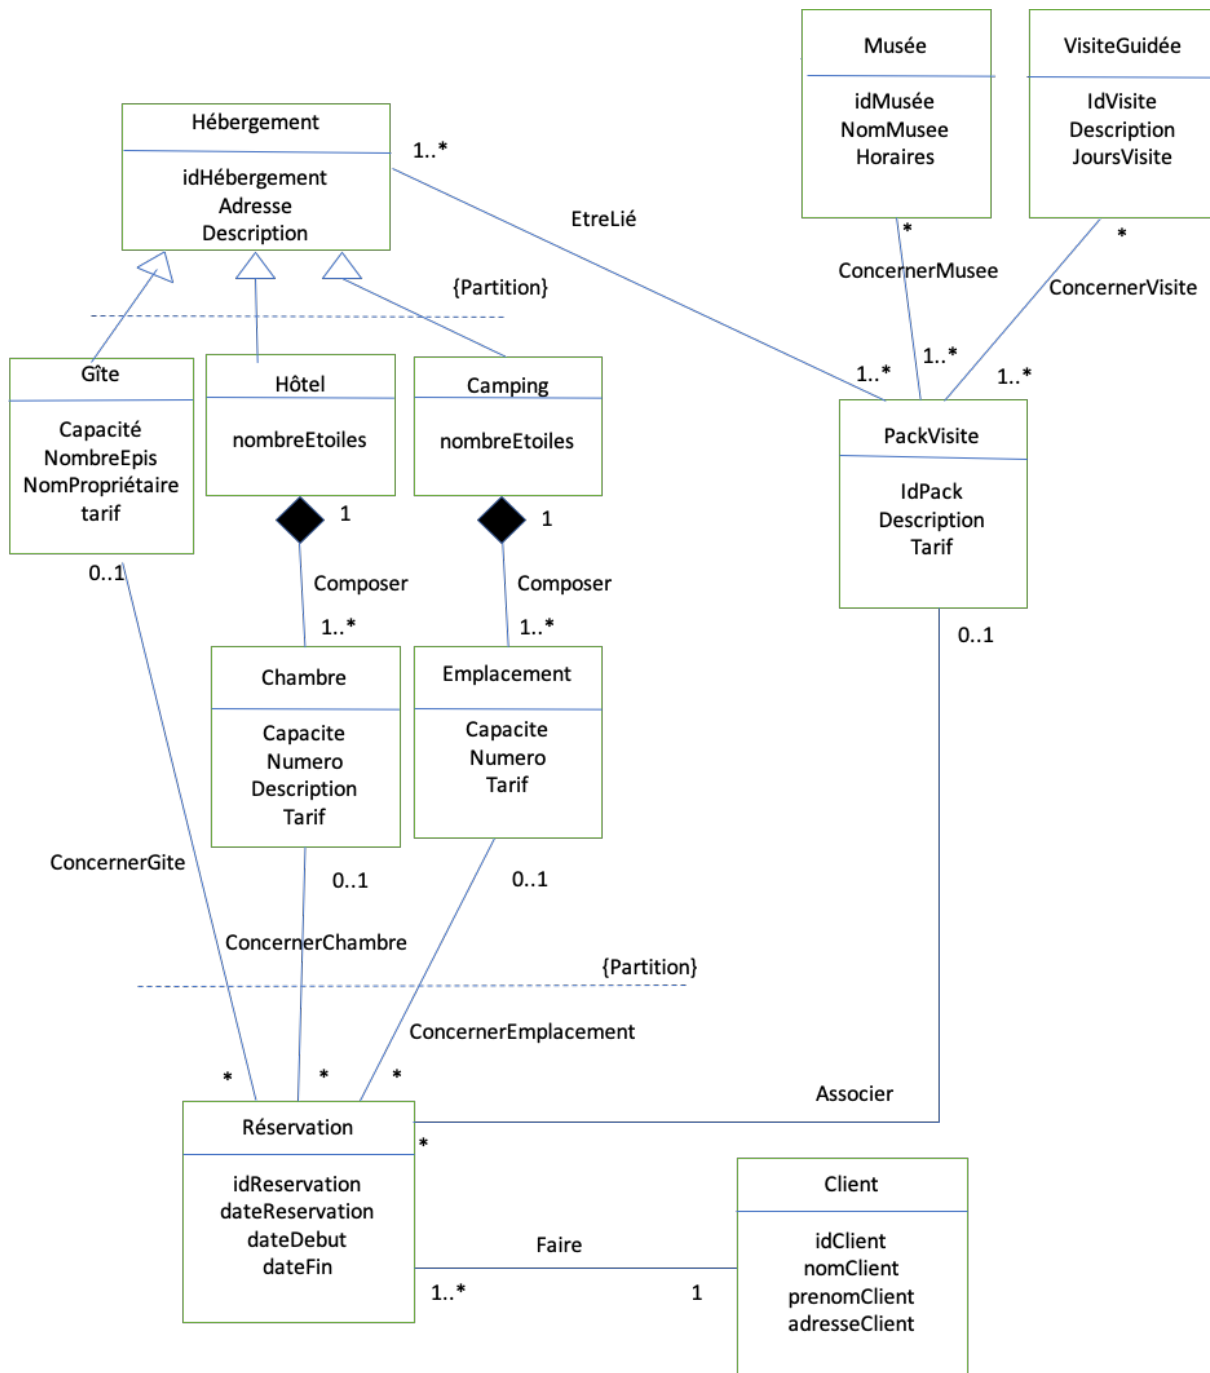 Musée
idMusée
NomMusee
Horaires
VisiteGuidée
IdVisite
Description
JoursVisite
Hébergement
idHébergement
Adresse
Description
1..*
EtreLié
*
*
ConcernerMusee
ConcernerVisite
{Partition}
1..*
1..*
1..*
Gîte
Capacité
NombreEpis
NomPropriétaire
tarif
Hôtel
nombreEtoiles
Camping
nombreEtoiles
PackVisite
IdPack
Description
Tarif
1
1
0..1
Composer
Composer
1..*
1..*
0..1
Chambre
Capacite
Numero
Description
Tarif
Emplacement
Capacite
Numero
Tarif
ConcernerGite
0..1
0..1
ConcernerChambre
{Partition}
ConcernerEmplacement
*
*
*
Associer
*
Réservation
idReservation
dateReservation
dateDebut
dateFin
Faire
1..*
1
Client
idClient
nomClient
prenomClient
adresseClient